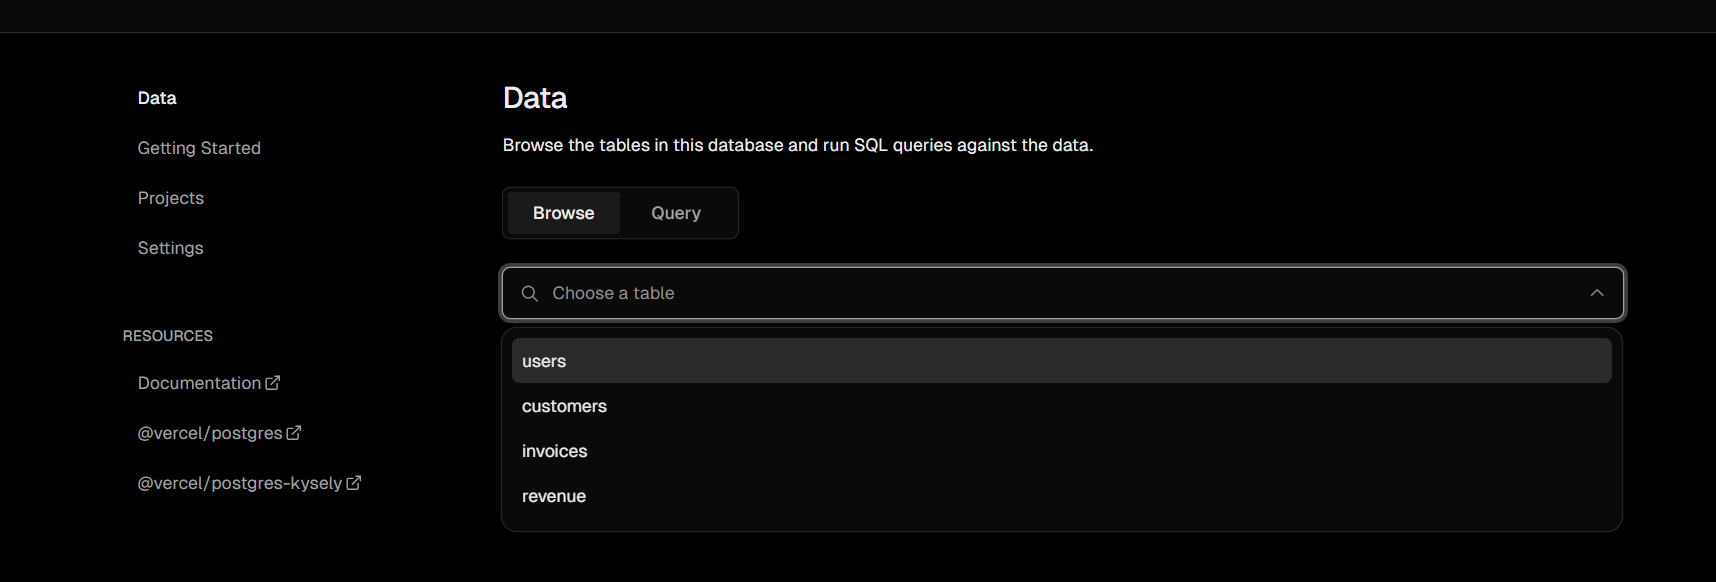 Data
Getting Started
Projects
Settings
RESOURCES
Documentation
@vercel/postgres
@vercel/postgres-kysely
Data
Browse the tables in this database and run SQL queries against the data.
Browse Query
Choose a table
users
customers
invoices
revenue